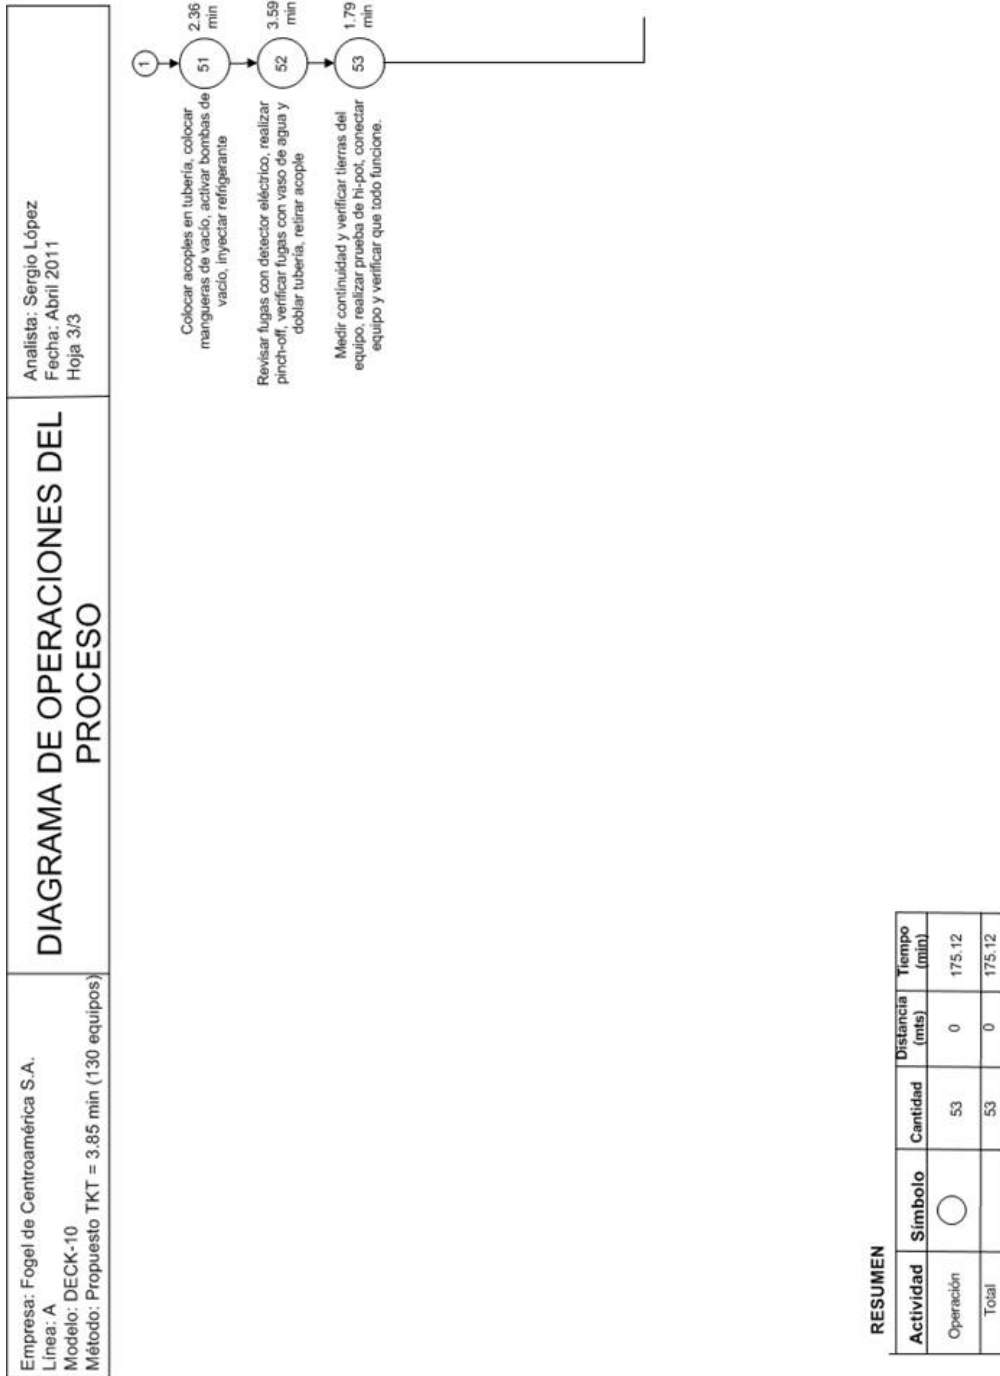 Empresa: Fogel de Centroamérica S.A.
Línea: A
Modelo: DECK-10
Método: Propuesto TKT = 3.85 min (130 equipos)
DIAGRAMA DE OPERACIONES DEL
PROCESO
Analista: Sergio López
Fecha: Abril 2011
Hoja 3/3
1
Colocar acoples en tubería, colocar
mangueras de vacío, activar bombas de
vacío, inyectar refrigerante
51
2.36
min
Revisar fugas con detector eléctrico, realizar
pinch-off, verificar fugas con vaso de agua y
doblar tubería, retirar acople
52
3.59
min
Medir continuidad y verificar tierras del
equipo, realizar prueba de hi-pot, conectar
equipo y verificar que todo funcione.
53
1.79
min
RESUMEN
Actividad Símbolo Cantidad Distancia (mts) Tiempo (min)
Operación 53 0 175.12
Total 53 0 175.12